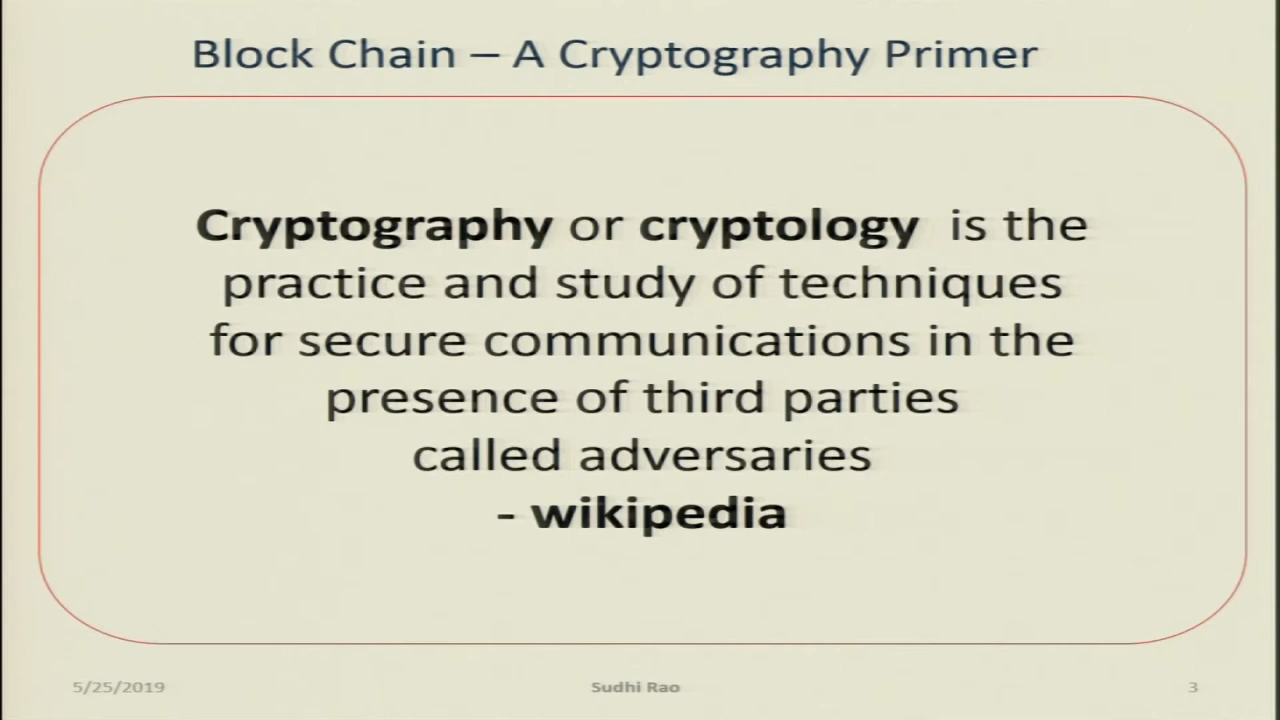 Block Chain – A Cryptography Primer
Cryptography or cryptology is the
practice and study of techniques
for secure communications in the
presence of third parties
called adversaries
- wikipedia
5/25/2019
Sudhi Rao
3